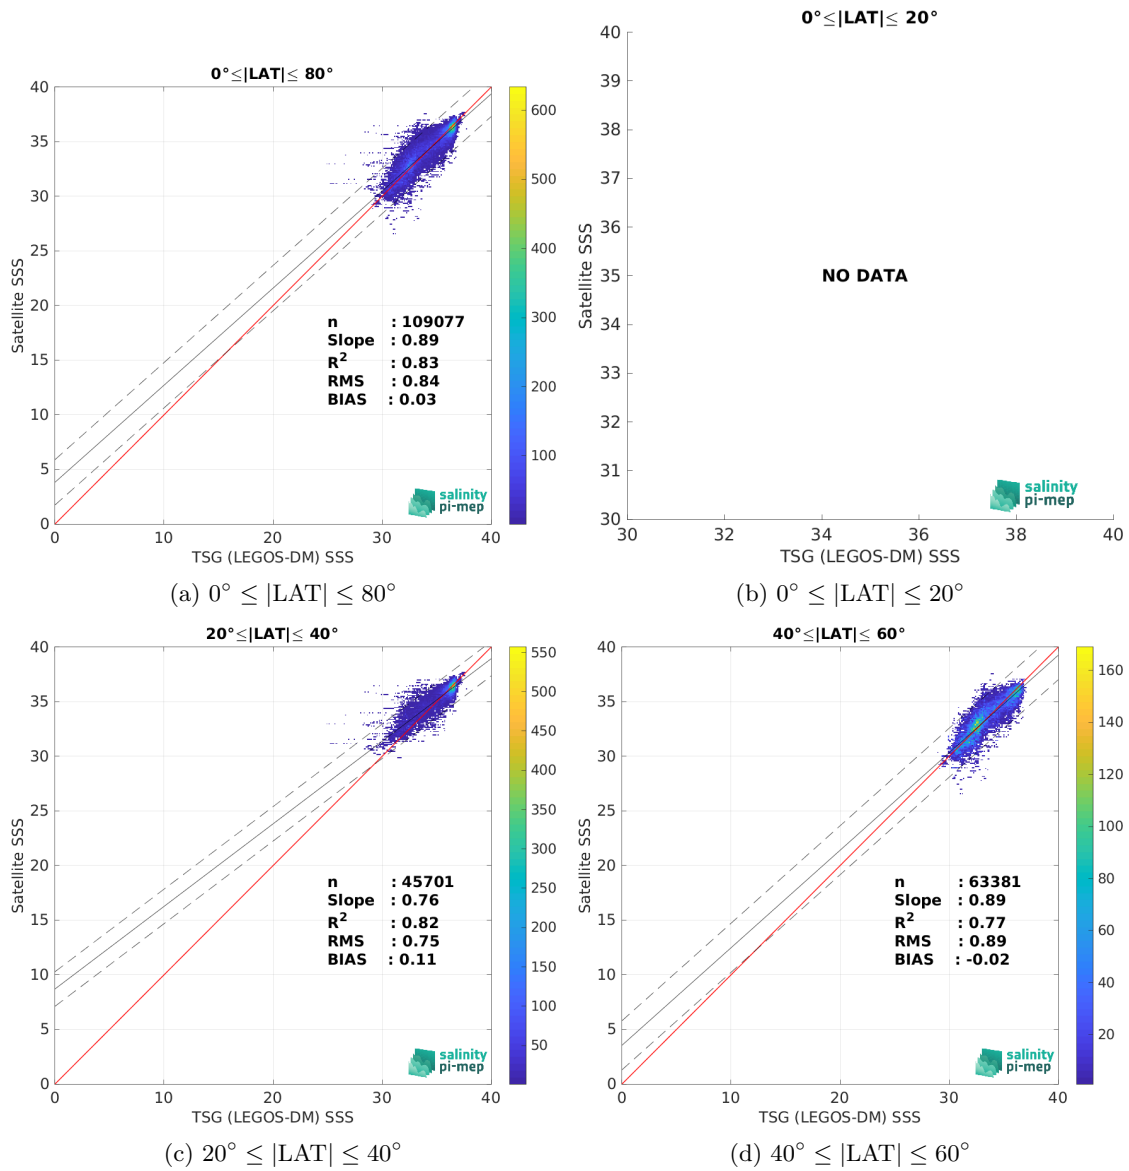 0°≤|LAT|≤ 80°
40
35
30
25
20
15
10
5
0
Satellite SSS
0
10
20
30
40
TSG (LEGOS-DM) SSS
n : 109077
Slope : 0.89
R2 : 0.83
RMS : 0.84
BIAS : 0.03
salinity
pi-mep
600
500
400
300
200
100
(a) 0° ≤ |LAT| ≤ 80°
0°≤|LAT|≤ 20°
40
39
38
37
36
35
34
33
32
31
30
Satellite SSS
NO DATA
salinity
pi-mep
30
32
34
36
38
40
TSG (LEGOS-DM) SSS
(b) 0° ≤ |LAT| ≤ 20°
20°≤|LAT|≤ 40°
40
35
30
25
20
15
10
5
0
Satellite SSS
0
10
20
30
40
TSG (LEGOS-DM) SSS
n : 45701
Slope : 0.76
R2 : 0.82
RMS : 0.75
BIAS : 0.11
salinity
pi-mep
550
500
450
400
350
300
250
200
150
100
50
(c) 20° ≤ |LAT| ≤ 40°
40°≤|LAT|≤ 60°
40
35
30
25
20
15
10
5
0
Satellite SSS
0
10
20
30
40
TSG (LEGOS-DM) SSS
n : 63381
Slope : 0.89
R2 : 0.77
RMS : 0.89
BIAS : -0.02
salinity
pi-mep
160
140
120
100
80
60
40
20
(d) 40° ≤ |LAT| ≤ 60°